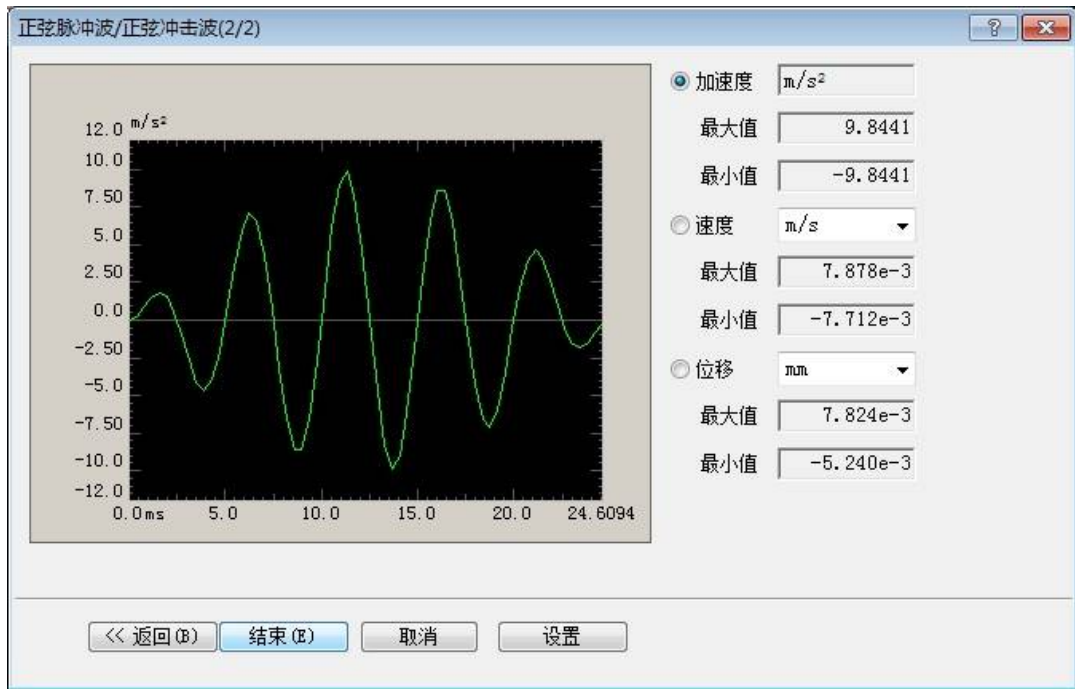 正弦脉冲波/正弦冲击波(2/2)
m/s²
12.0
10.0
7.50
5.0
2.50
0.0
-2.50
-5.0
-7.50
-10.0
-12.0
0.0ms 5.0 10.0 15.0 20.0 24.6094
加速度 m/s²
最大值 9.8441
最小值 -9.8441
速度 m/s
最大值 7.878e-3
最小值 -7.712e-3
位移 mm
最大值 7.824e-3
最小值 -5.240e-3
<< 返回(B) 结束(E) 取消 设置